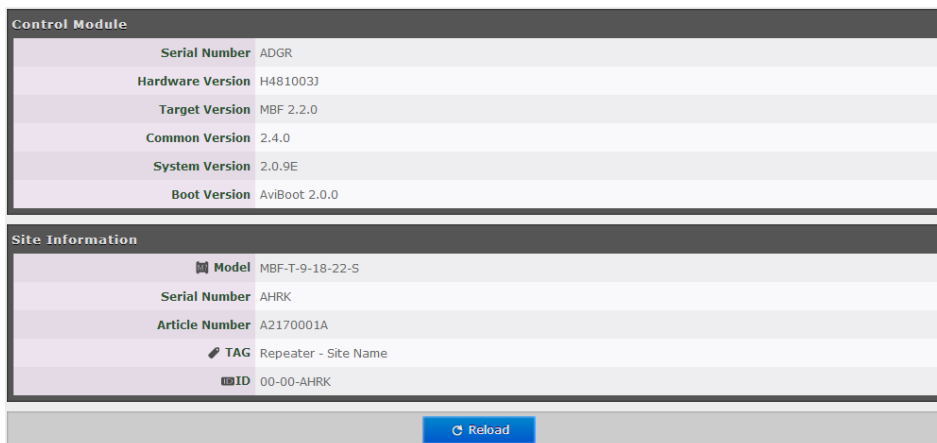 Control Module
Serial Number ADGR
Hardware Version H481003J
Target Version MBF 2.2.0
Common Version 2.4.0
System Version 2.0.9E
Boot Version AviBoot 2.0.0
Site Information
Model MBF-T-9-18-22-S
Serial Number AHRK
Article Number A2170001A
TAG Repeater - Site Name
ID 00-00-AHRK
Reload